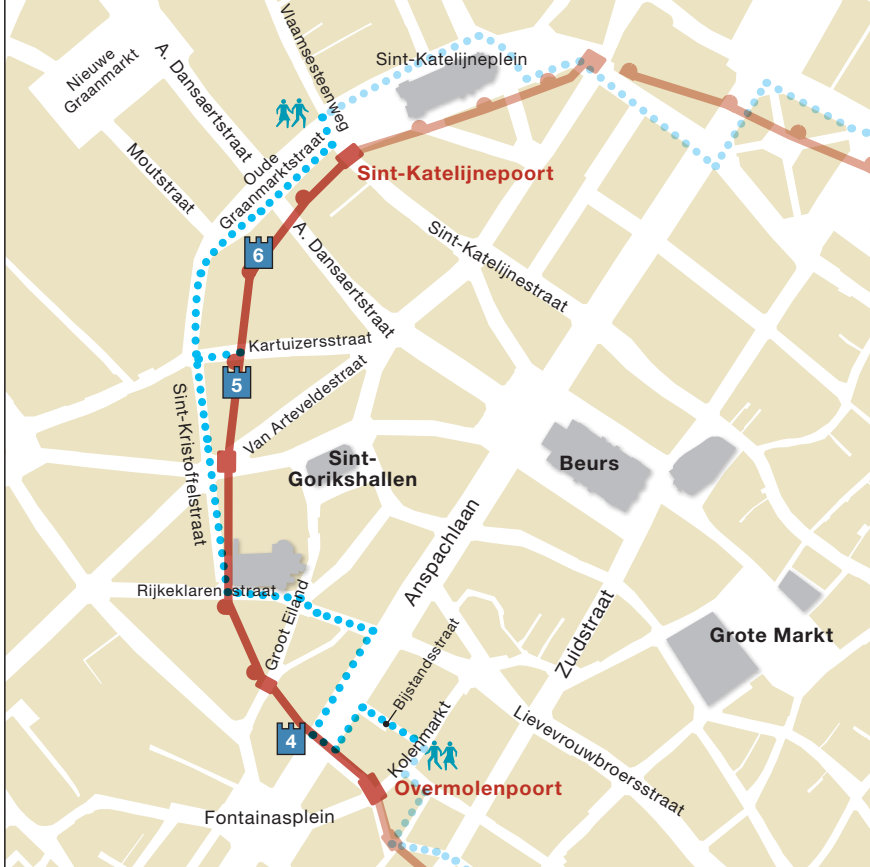 Nieuwe
Graanmarkt
A. Dansaertstraat
Vlaamsesteenweg
Sint-Katelijneplein
Moutstraat
Oude
Graanmarktstraat
Sint-Katelijnepoort
A. Dansaertstraat
Sint-Katelijnestraat
6
Kartuizersstraat
5
Van Arteveldestraat
Sint-Kristoffelstraat
Sint-
Gorikshallen
Beurs
Anspachlaan
Rijkeklarenstraat
Groot Eiland
Zuidstraat
Grote Markt
Bijstandsstraat
4
Kolenmarkt
Lievevrouwbroersstraat
Overmolenpoort
Fontainasplein